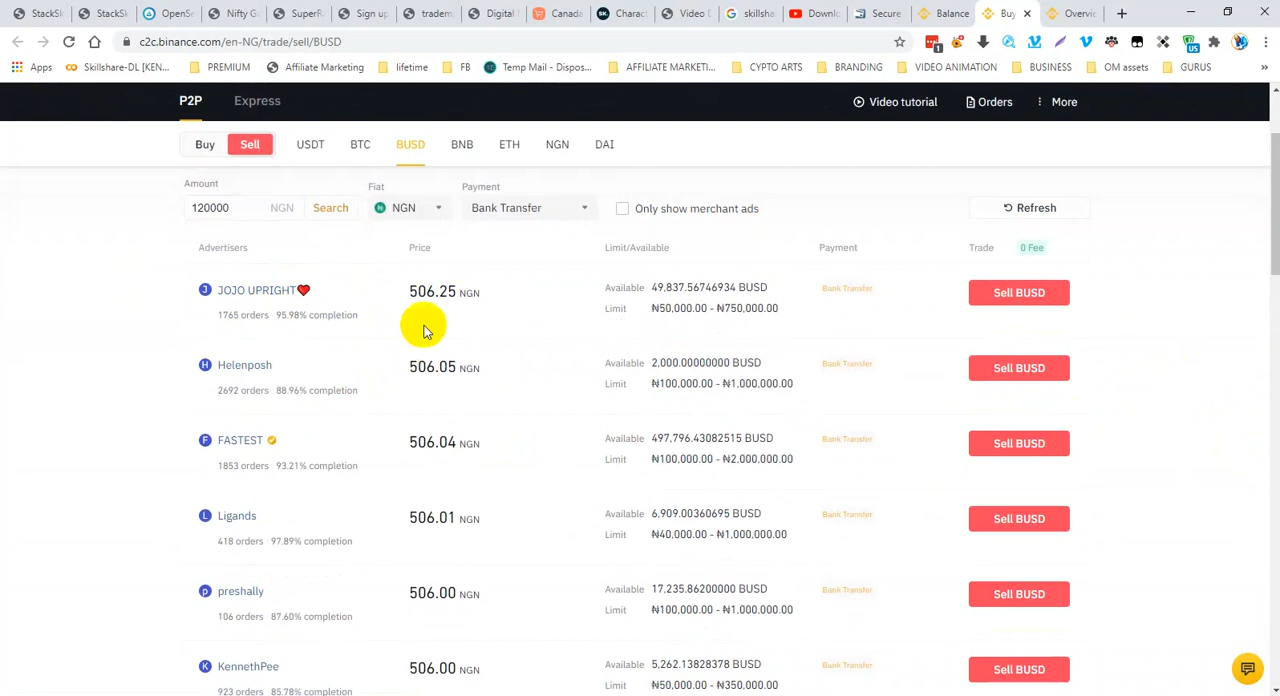 StackSk StackSk OpenSe Nifty G SuperR Sign up tradem Digital Canada Charact Video D skillsha Downlo Secure Balance Buy Overvie
c2c.binance.com/en-NG/trade/sell/BUSD
1 US
Apps Skillshare-DL [KEN... PREMIUM Affiliate Marketing lifetime FB Temp Mail - Dispos... AFFILIATE MARKETI... CYPTO ARTS BRANDING VIDEO ANIMATION BUSINESS OM assets GURUS »
P2P Express Video tutorial Orders More
Buy Sell USDT BTC BUSD BNB ETH NGN DAI
Amount Fiat Payment
120000 NGN Search NGN Bank Transfer Only show merchant ads Refresh
Advertisers Price Limit/Available Payment Trade 0 Fee
J JOJO UPRIGHT❤ 506.25 NGN Available 49,837.56746934 BUSD Bank Transfer Sell BUSD
1765 orders 95.98% completion Limit ₦50,000.00 - ₦750,000.00
H Helenposh 506.05 NGN Available 2,000.00000000 BUSD Bank Transfer Sell BUSD
2692 orders 88.96% completion Limit ₦100,000.00 - ₦1,000,000.00
F FASTEST 506.04 NGN Available 497,796.43082515 BUSD Bank Transfer Sell BUSD
1853 orders 93.21% completion Limit ₦100,000.00 - ₦2,000,000.00
L Ligands 506.01 NGN Available 6,909.00360695 BUSD Bank Transfer Sell BUSD
418 orders 97.89% completion Limit ₦40,000.00 - ₦1,000,000.00
p preshally 506.00 NGN Available 17,235.86200000 BUSD Bank Transfer Sell BUSD
106 orders 87.60% completion Limit ₦100,000.00 - ₦1,000,000.00
K KennethPee 506.00 NGN Available 5,262.13828378 BUSD Bank Transfer Sell BUSD
923 orders 85.78% completion Limit ₦50,000.00 - ₦350,000.00